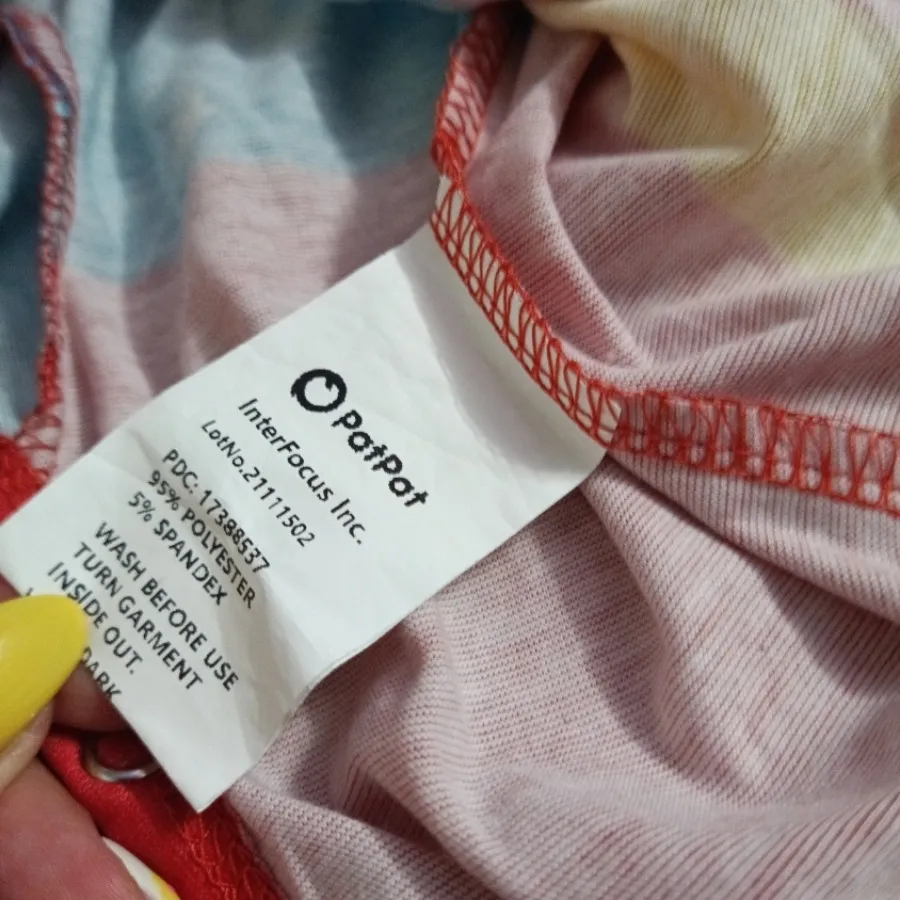 PatPat
InterFocus Inc.
LotNo.21111502
PDC: 17388537
95% POLYESTER
5% SPANDEX
WASH BEFORE USE
TURN GARMENT
INSIDE OUT.
DARK